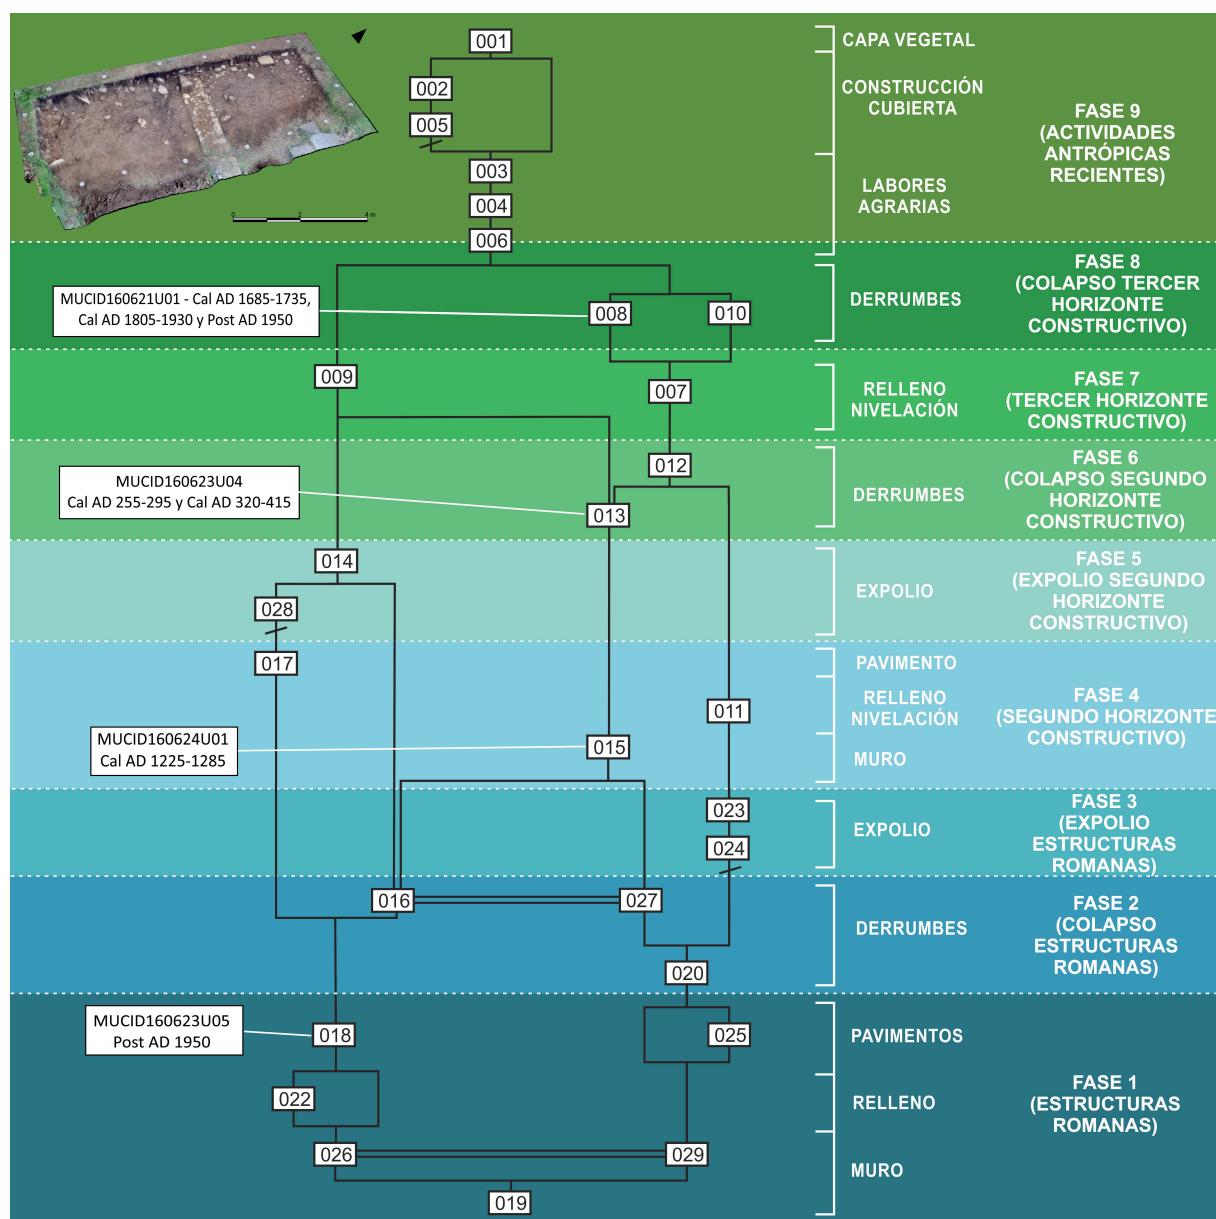 001
CAPA VEGETAL
002
005
CONSTRUCCIÓN
CUBIERTA
FASE 9
(ACTIVIDADES
ANTRÓPICAS
RECIENTES)
003
004
006
LABORES
AGRARIAS
0 2 4 m
MUCID160621U01 - Cal AD 1685-1735,
Cal AD 1805-1930 y Post AD 1950
008
010
DERRUMBES
FASE 8
(COLAPSO TERCER
HORIZONTE
CONSTRUCTIVO)
009
007
RELLENO
NIVELACIÓN
FASE 7
(TERCER HORIZONTE
CONSTRUCTIVO)
MUCID160623U04
Cal AD 255-295 y Cal AD 320-415
012
013
DERRUMBES
FASE 6
(COLAPSO SEGUNDO
HORIZONTE
CONSTRUCTIVO)
014
028
EXPOLIO
FASE 5
(EXPOLIO SEGUNDO
HORIZONTE
CONSTRUCTIVO)
017
PAVIMENTO
011
RELLENO
NIVELACIÓN
FASE 4
(SEGUNDO HORIZONTE
CONSTRUCTIVO)
MUCID160624U01
Cal AD 1225-1285
015
MURO
023
024
EXPOLIO
FASE 3
(EXPOLIO
ESTRUCTURAS
ROMANAS)
016
027
020
DERRUMBES
FASE 2
(COLAPSO
ESTRUCTURAS
ROMANAS)
MUCID160623U05
Post AD 1950
018
025
PAVIMENTOS
022
RELLENO
FASE 1
(ESTRUCTURAS
ROMANAS)
026
029
019
MURO